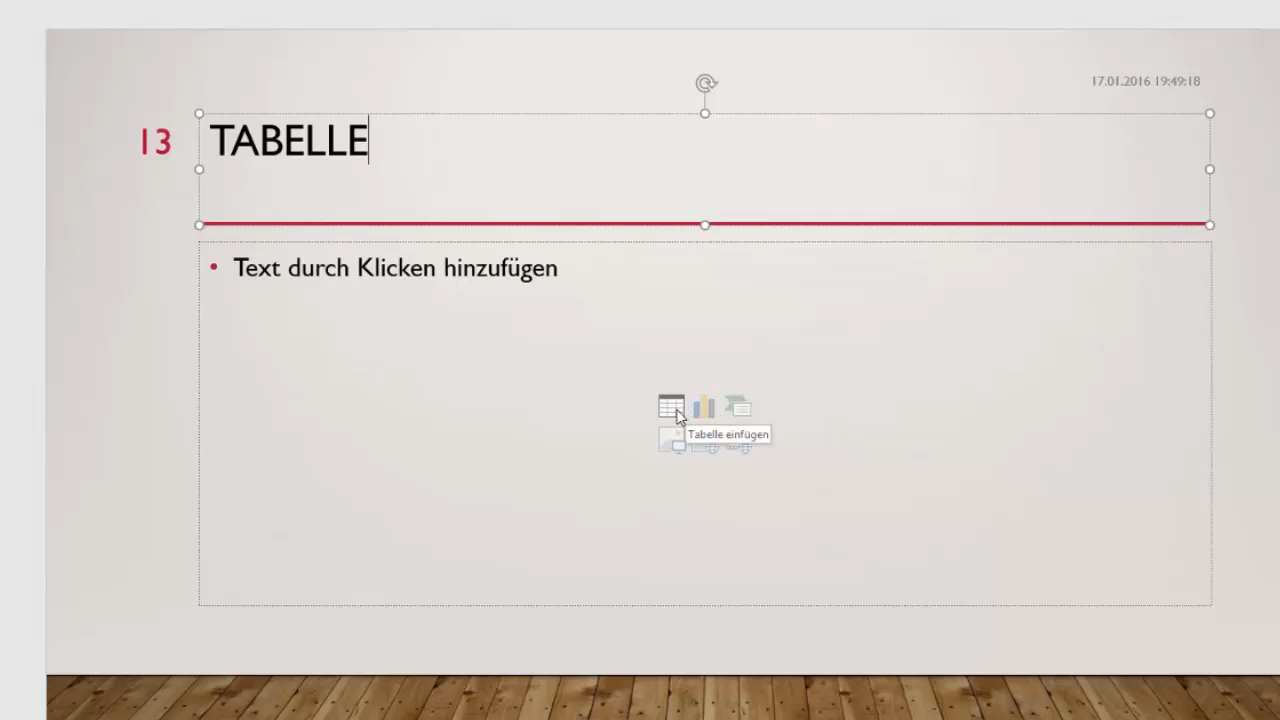 17.01.2016 19:49:18
13 TABELLE
• Text durch Klicken hinzufügen
Tabelle einfügen